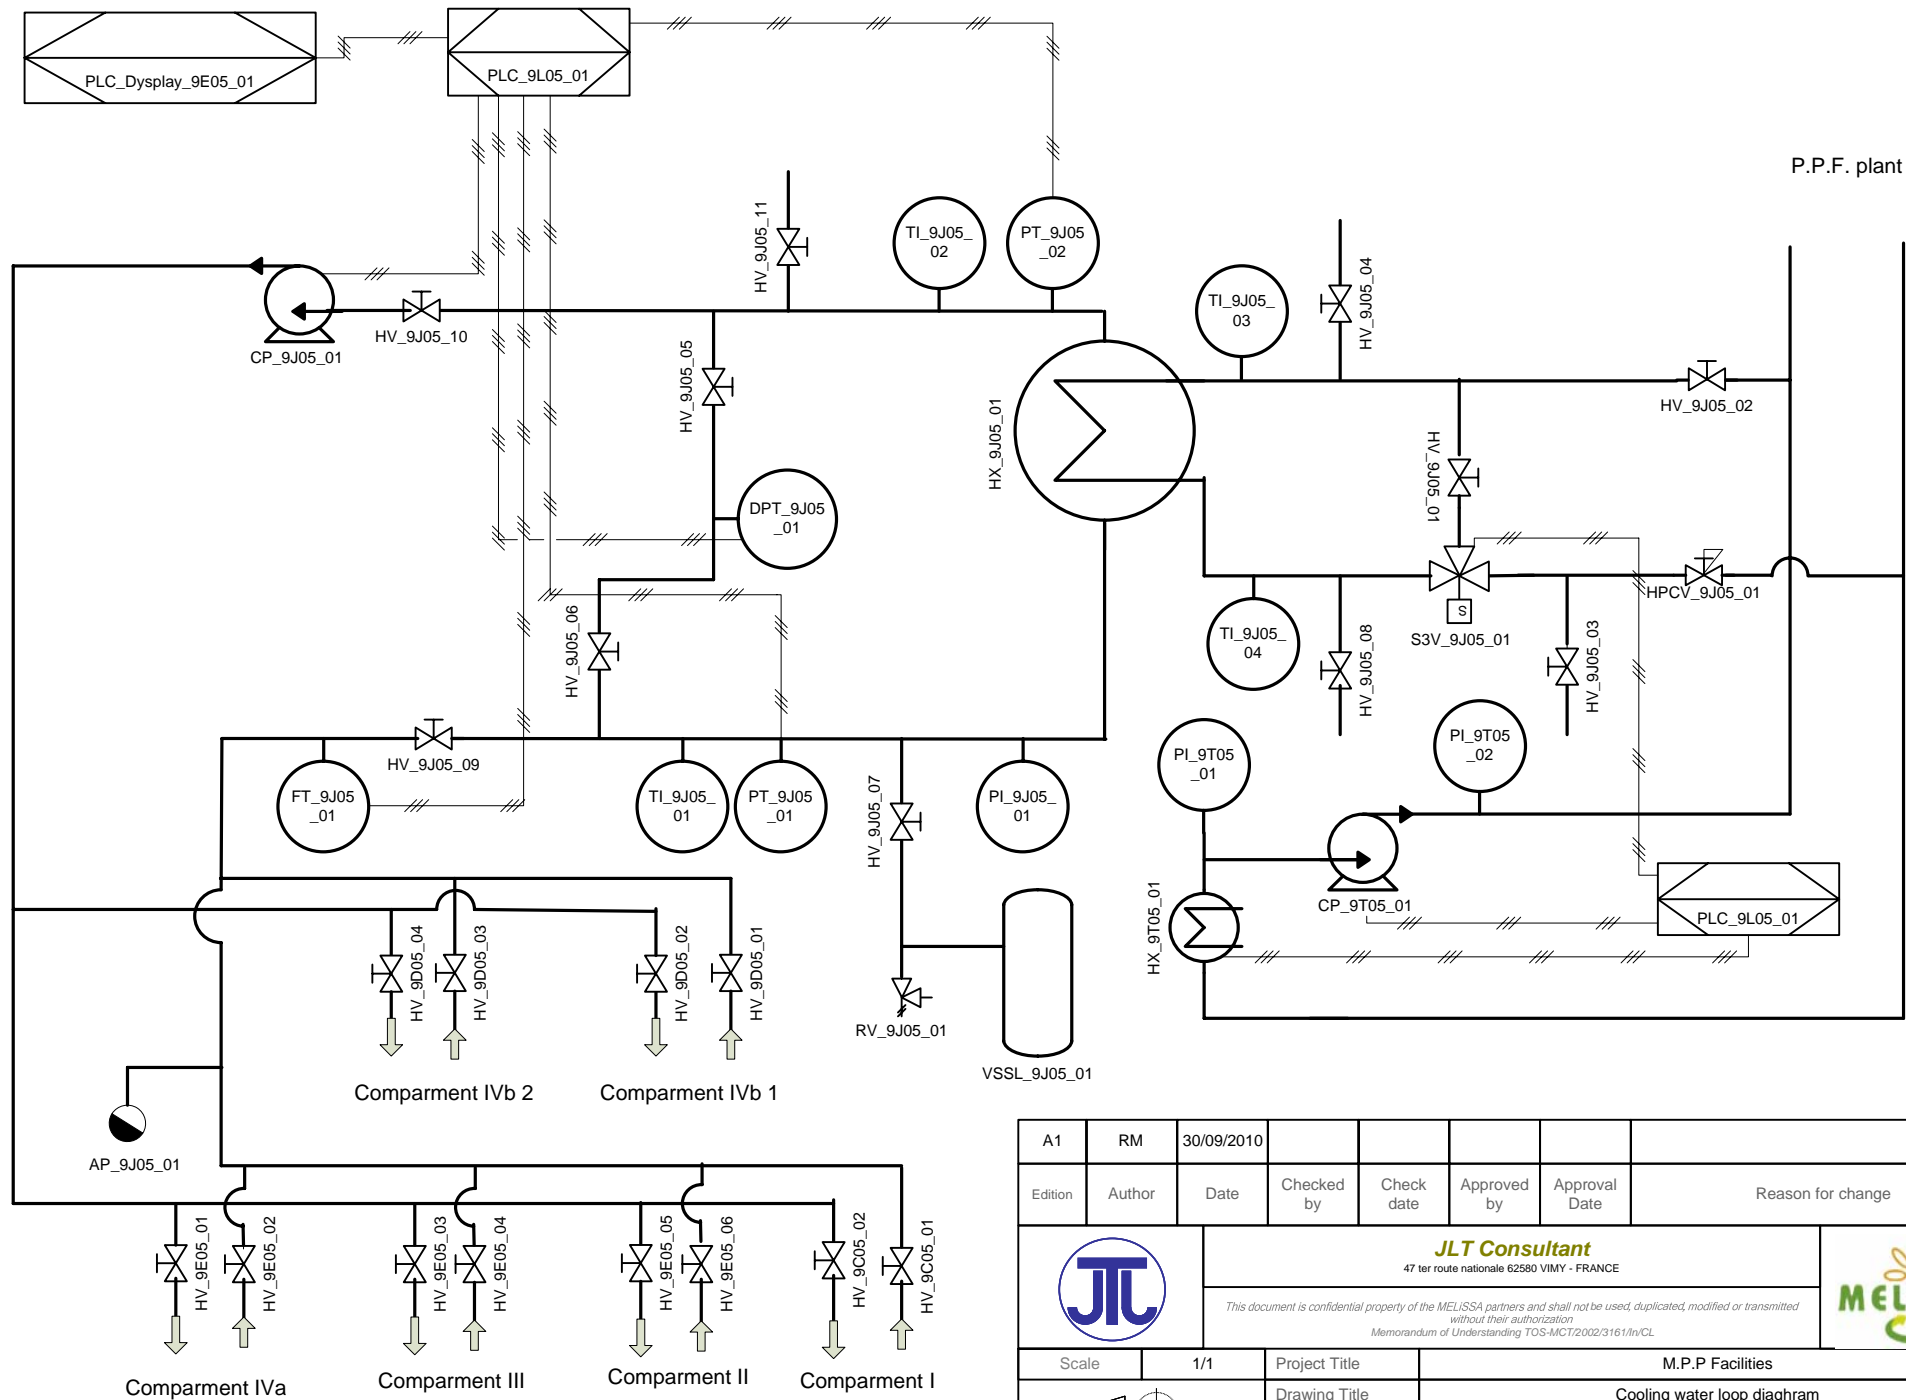 PLC_Dysplay_9E05_01
PLC_9L05_01
P.P.F. plant
HV_9J05_11
TI_9J05_
02
PT_9J05
_02
HV_9J05_04
TI_9J05_
03
CP_9J05_01
HV_9J05_10
HV_9J05_05
HX_9J05_01
HV_9J05_02
HV_9J05_01
DPT_9J05
_01
S
S3V_9J05_01
HPCV_9J05_01
HV_9J05_06
TI_9J05_
04
HV_9J05_08
HV_9J05_03
HV_9J05_09
FT_9J05
_01
TI_9J05_
01
PT_9J05
_01
HV_9J05_07
PI_9J05_
01
PI_9T05
_01
PI_9T05
_02
HX_9T05_01
CP_9T05_01
PLC_9L05_01
HV_9D05_04
HV_9D05_03
HV_9D05_02
HV_9D05_01
RV_9J05_01
VSSL_9J05_01
Comparment IVb 2
Comparment IVb 1
AP_9J05_01
HV_9E05_01
HV_9E05_02
HV_9E05_03
HV_9E05_04
HV_9E05_05
HV_9E05_06
HV_9C05_02
HV_9C05_01
Comparment IVa
Comparment III
Comparment II
Comparment I
A1 RM 30/09/2010
Edition Author Date Checked by Check date Approved by Approval Date Reason for change
JTL
JLT Consultant
47 ter route nationale 62580 VIMY - FRANCE
This document is confidential property of the MELiSSA partners and shall not be used, duplicated, modified or transmitted
without their authorization
Memorandum of Understanding TOS-MCT/2002/3161/In/CL
Scale 1/1 Project Title M.P.P Facilities
Drawing Title Cooling water loop diaghram